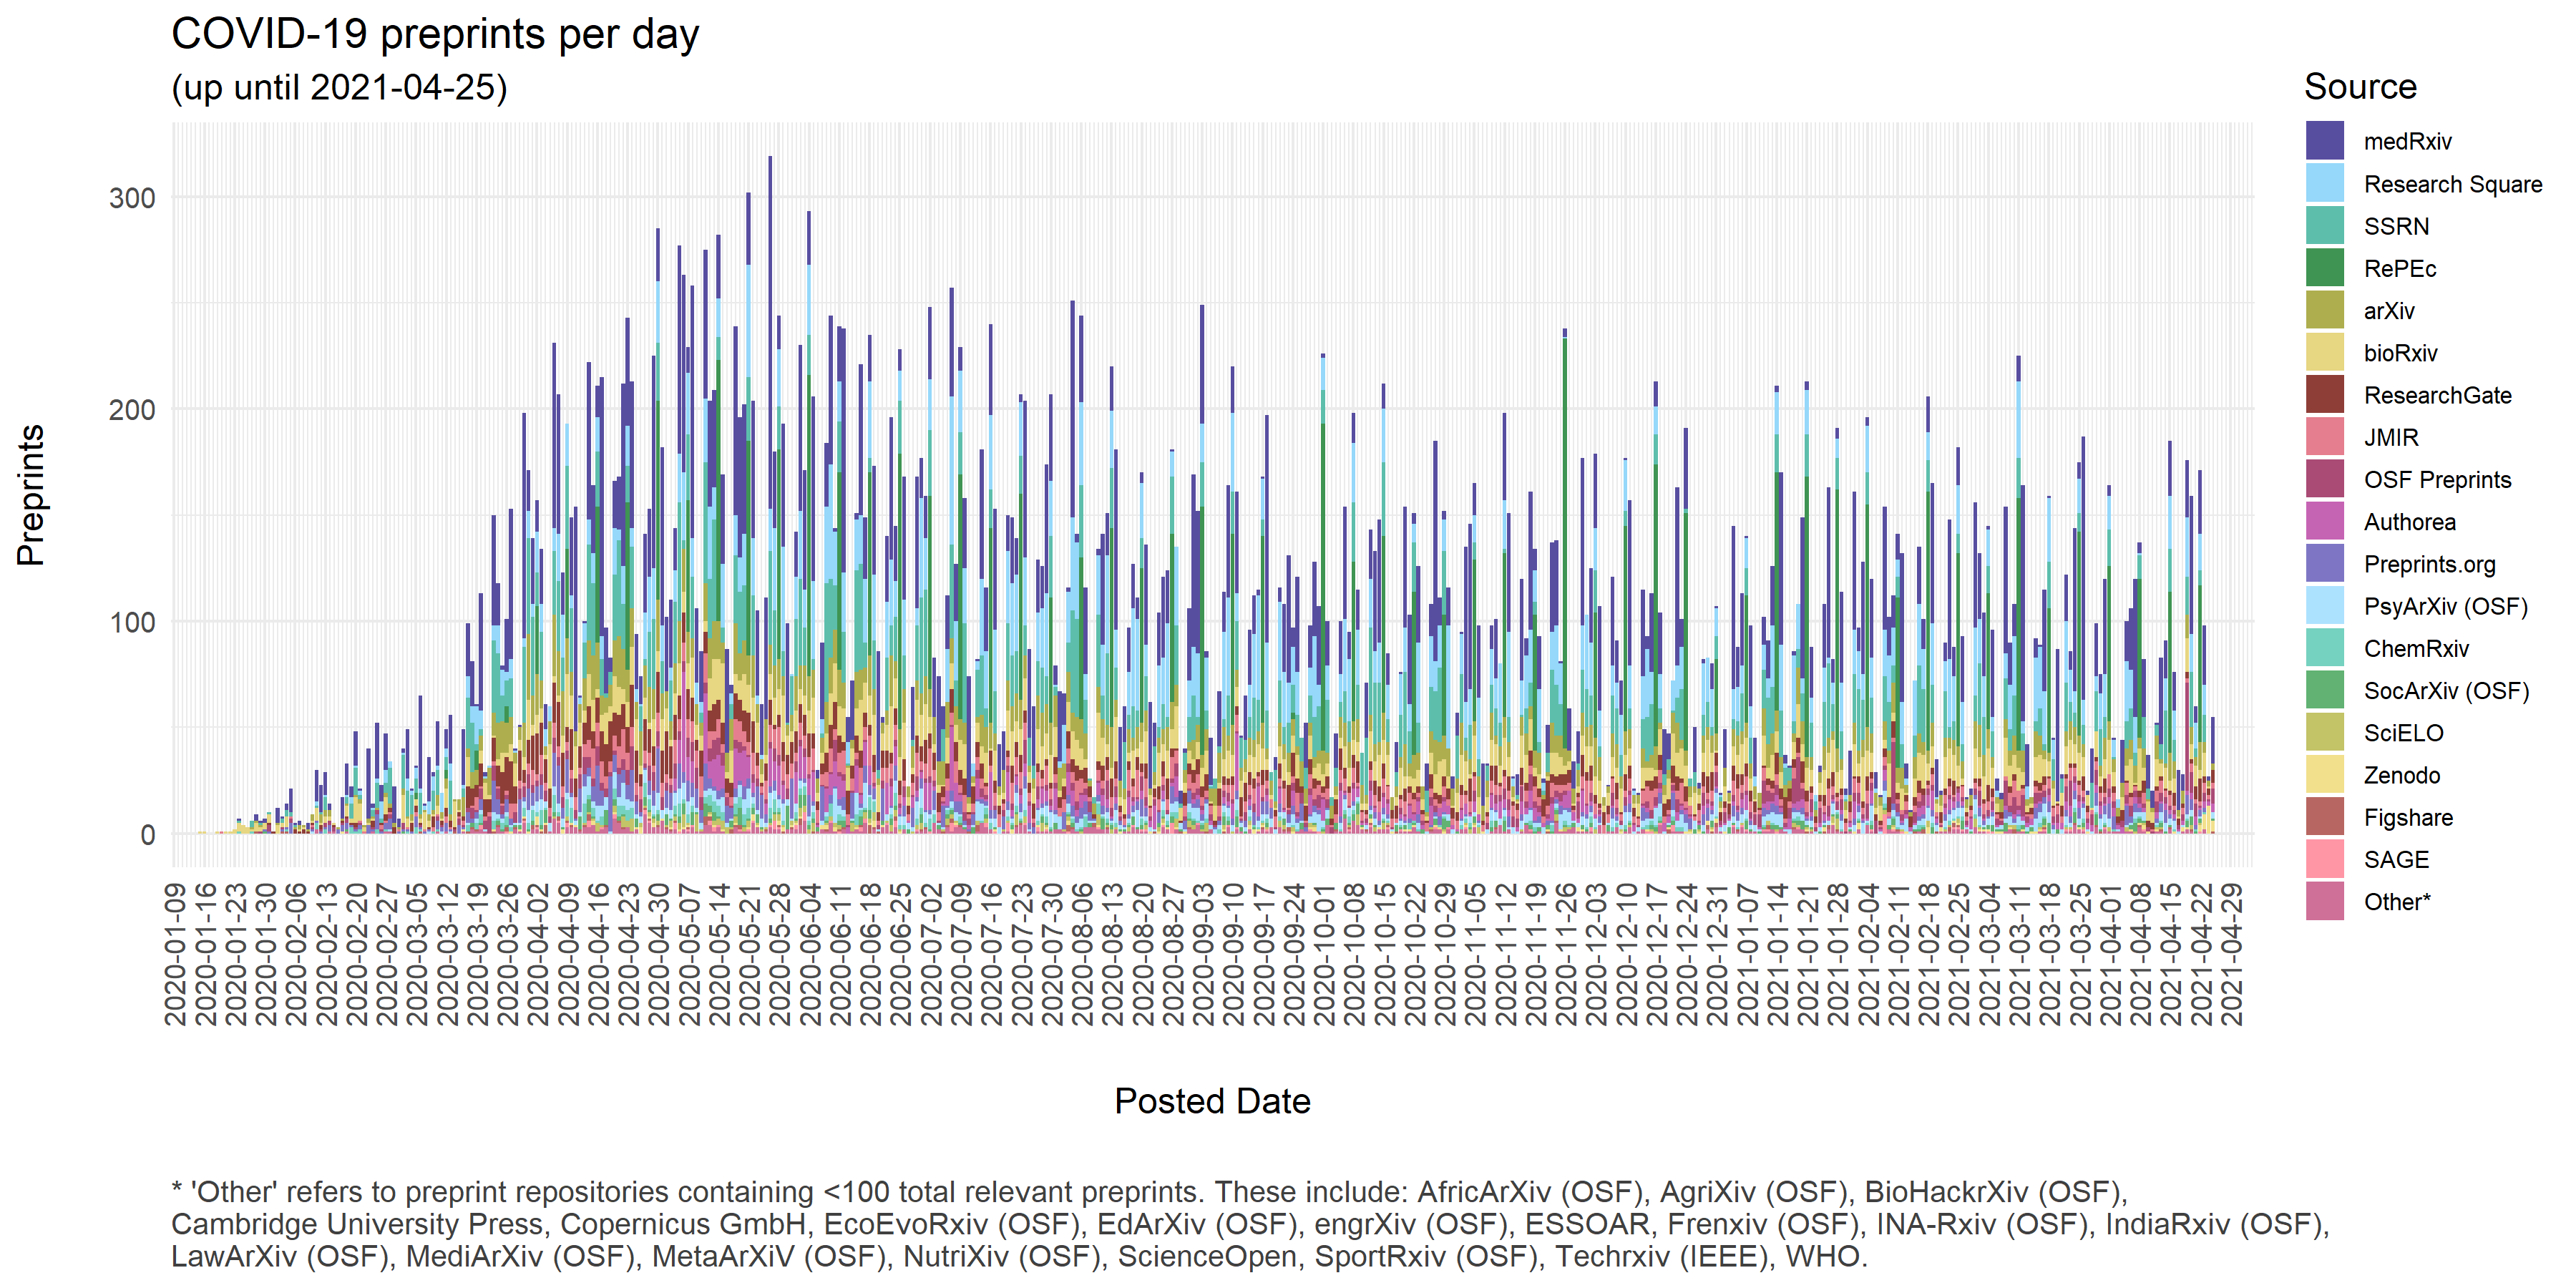 COVID-19 preprints per day
(up until 2021-04-25)
Preprints
300
200
100
0
2020-01-09
2020-01-16
2020-01-23
2020-01-30
2020-02-06
2020-02-13
2020-02-20
2020-02-27
2020-03-05
2020-03-12
2020-03-19
2020-03-26
2020-04-02
2020-04-09
2020-04-16
2020-04-23
2020-04-30
2020-05-07
2020-05-14
2020-05-21
2020-05-28
2020-06-04
2020-06-11
2020-06-18
2020-06-25
2020-07-02
2020-07-09
2020-07-16
2020-07-23
2020-07-30
2020-08-06
2020-08-13
2020-08-20
2020-08-27
2020-09-03
2020-09-10
2020-09-17
2020-09-24
2020-10-01
2020-10-08
2020-10-15
2020-10-22
2020-10-29
2020-11-05
2020-11-12
2020-11-19
2020-11-26
2020-12-03
2020-12-10
2020-12-17
2020-12-24
2020-12-31
2021-01-07
2021-01-14
2021-01-21
2021-01-28
2021-02-04
2021-02-11
2021-02-18
2021-02-25
2021-03-04
2021-03-11
2021-03-18
2021-03-25
2021-04-01
2021-04-08
2021-04-15
2021-04-22
2021-04-29
Posted Date
Source
medRxiv
Research Square
SSRN
RePEc
arXiv
bioRxiv
ResearchGate
JMIR
OSF Preprints
Authorea
Preprints.org
PsyArXiv (OSF)
ChemRxiv
SocArXiv (OSF)
SciELO
Zenodo
Figshare
SAGE
Other*
* 'Other' refers to preprint repositories containing <100 total relevant preprints. These include: AfricArXiv (OSF), AgriXiv (OSF), BioHackrXiv (OSF),
Cambridge University Press, Copernicus GmbH, EcoEvoRxiv (OSF), EdArXiv (OSF), engrXiv (OSF), ESSOAR, Frenxiv (OSF), INA-Rxiv (OSF), IndiaRxiv (OSF),
LawArXiv (OSF), MediArXiv (OSF), MetaArXiV (OSF), NutriXiv (OSF), ScienceOpen, SportRxiv (OSF), Techrxiv (IEEE), WHO.